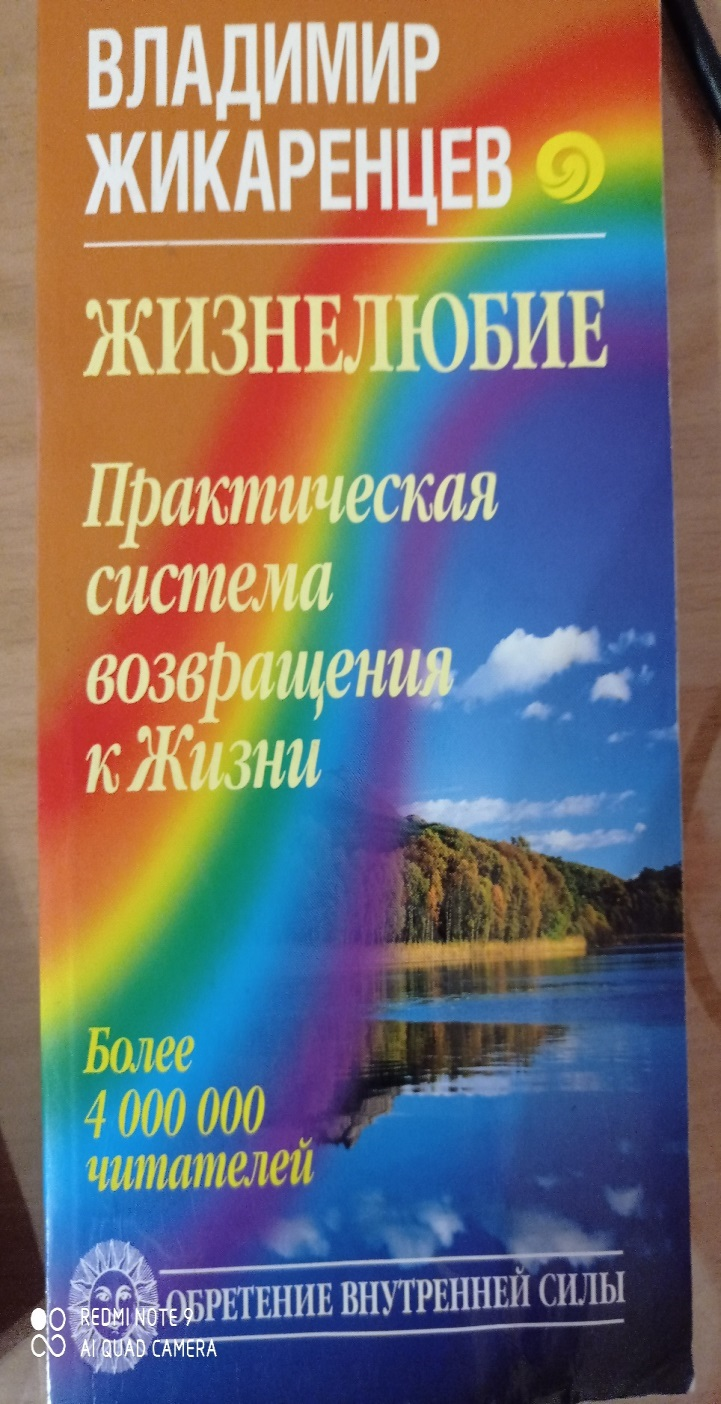 ВЛАДИМИР
ЖИКАРЕНЦЕВ
ЖИЗНЕЛЮБИЕ
Практическая
система
возвращения
к Жизни
Более
4 000 000
читателей
ОБРЕТЕНИЕ ВНУТРЕННЕЙ СИЛЫ
REDMI NOTE 9
AI QUAD CAMERA